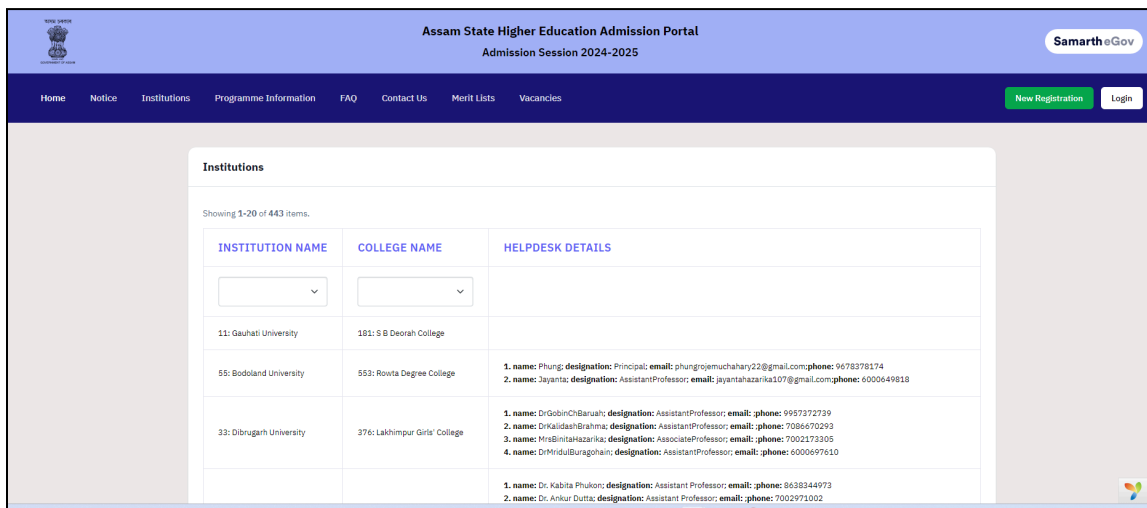 Assam State Higher Education Admission Portal
Admission Session 2024-2025
Samarth eGov
Home Notice Institutions Programme Information FAQ Contact Us Merit Lists Vacancies New Registration Login
Institutions
Showing 1-20 of 443 items.
INSTITUTION NAME COLLEGE NAME HELPDESK DETAILS
11: Gauhati University 181: S B Deorah College
55: Bodoland University 553: Rowta Degree College
1. name: Phung; designation: Principal; email: phungrojemuchahary22@gmail.com;phone: 9678378174
2. name: Jayanta; designation: AssistantProfessor; email: jayantahazarika107@gmail.com;phone: 6000649818
33: Dibrugarh University 376: Lakhimpur Girls' College
1. name: DrGobinChBaruah; designation: AssistantProfessor; email: ;phone: 9957372739
2. name: DrKalidashBrahma; designation: AssistantProfessor; email: ;phone: 7086670293
3. name: MrsBinitaHazarika; designation: AssociateProfessor; email: ;phone: 7002173305
4. name: DrMridulBuragohain; designation: AssistantProfessor; email: ;phone: 6000697610
1. name: Dr. Kabita Phukon; designation: Assistant Professor; email: ;phone: 8638344973
2. name: Dr. Ankur Dutta; designation: Assistant Professor; email: ;phone: 7002971002